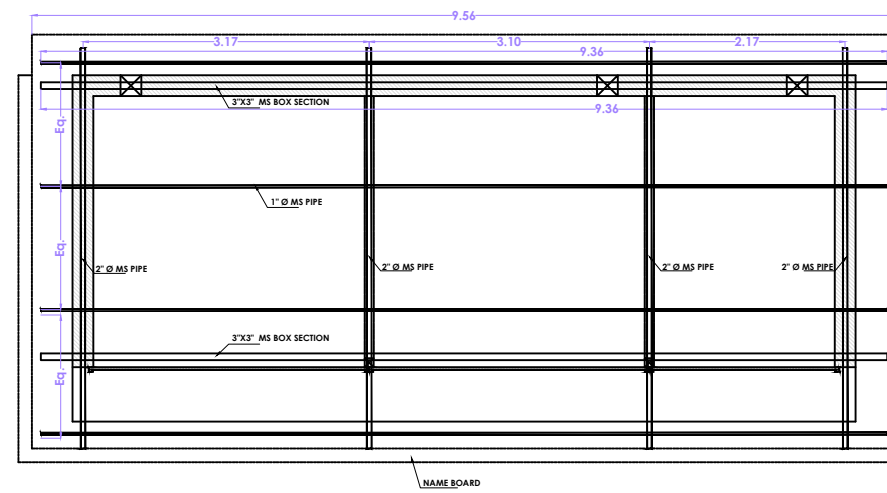 9.56
3.17 3.10 2.17
9.36
3"X3" MS BOX SECTION
9.36
Eq.
1" Ø MS PIPE
Eq.
2" Ø MS PIPE 2" Ø MS PIPE 2" Ø MS PIPE 2" Ø MS PIPE
3"X3" MS BOX SECTION
Eq.
NAME BOARD